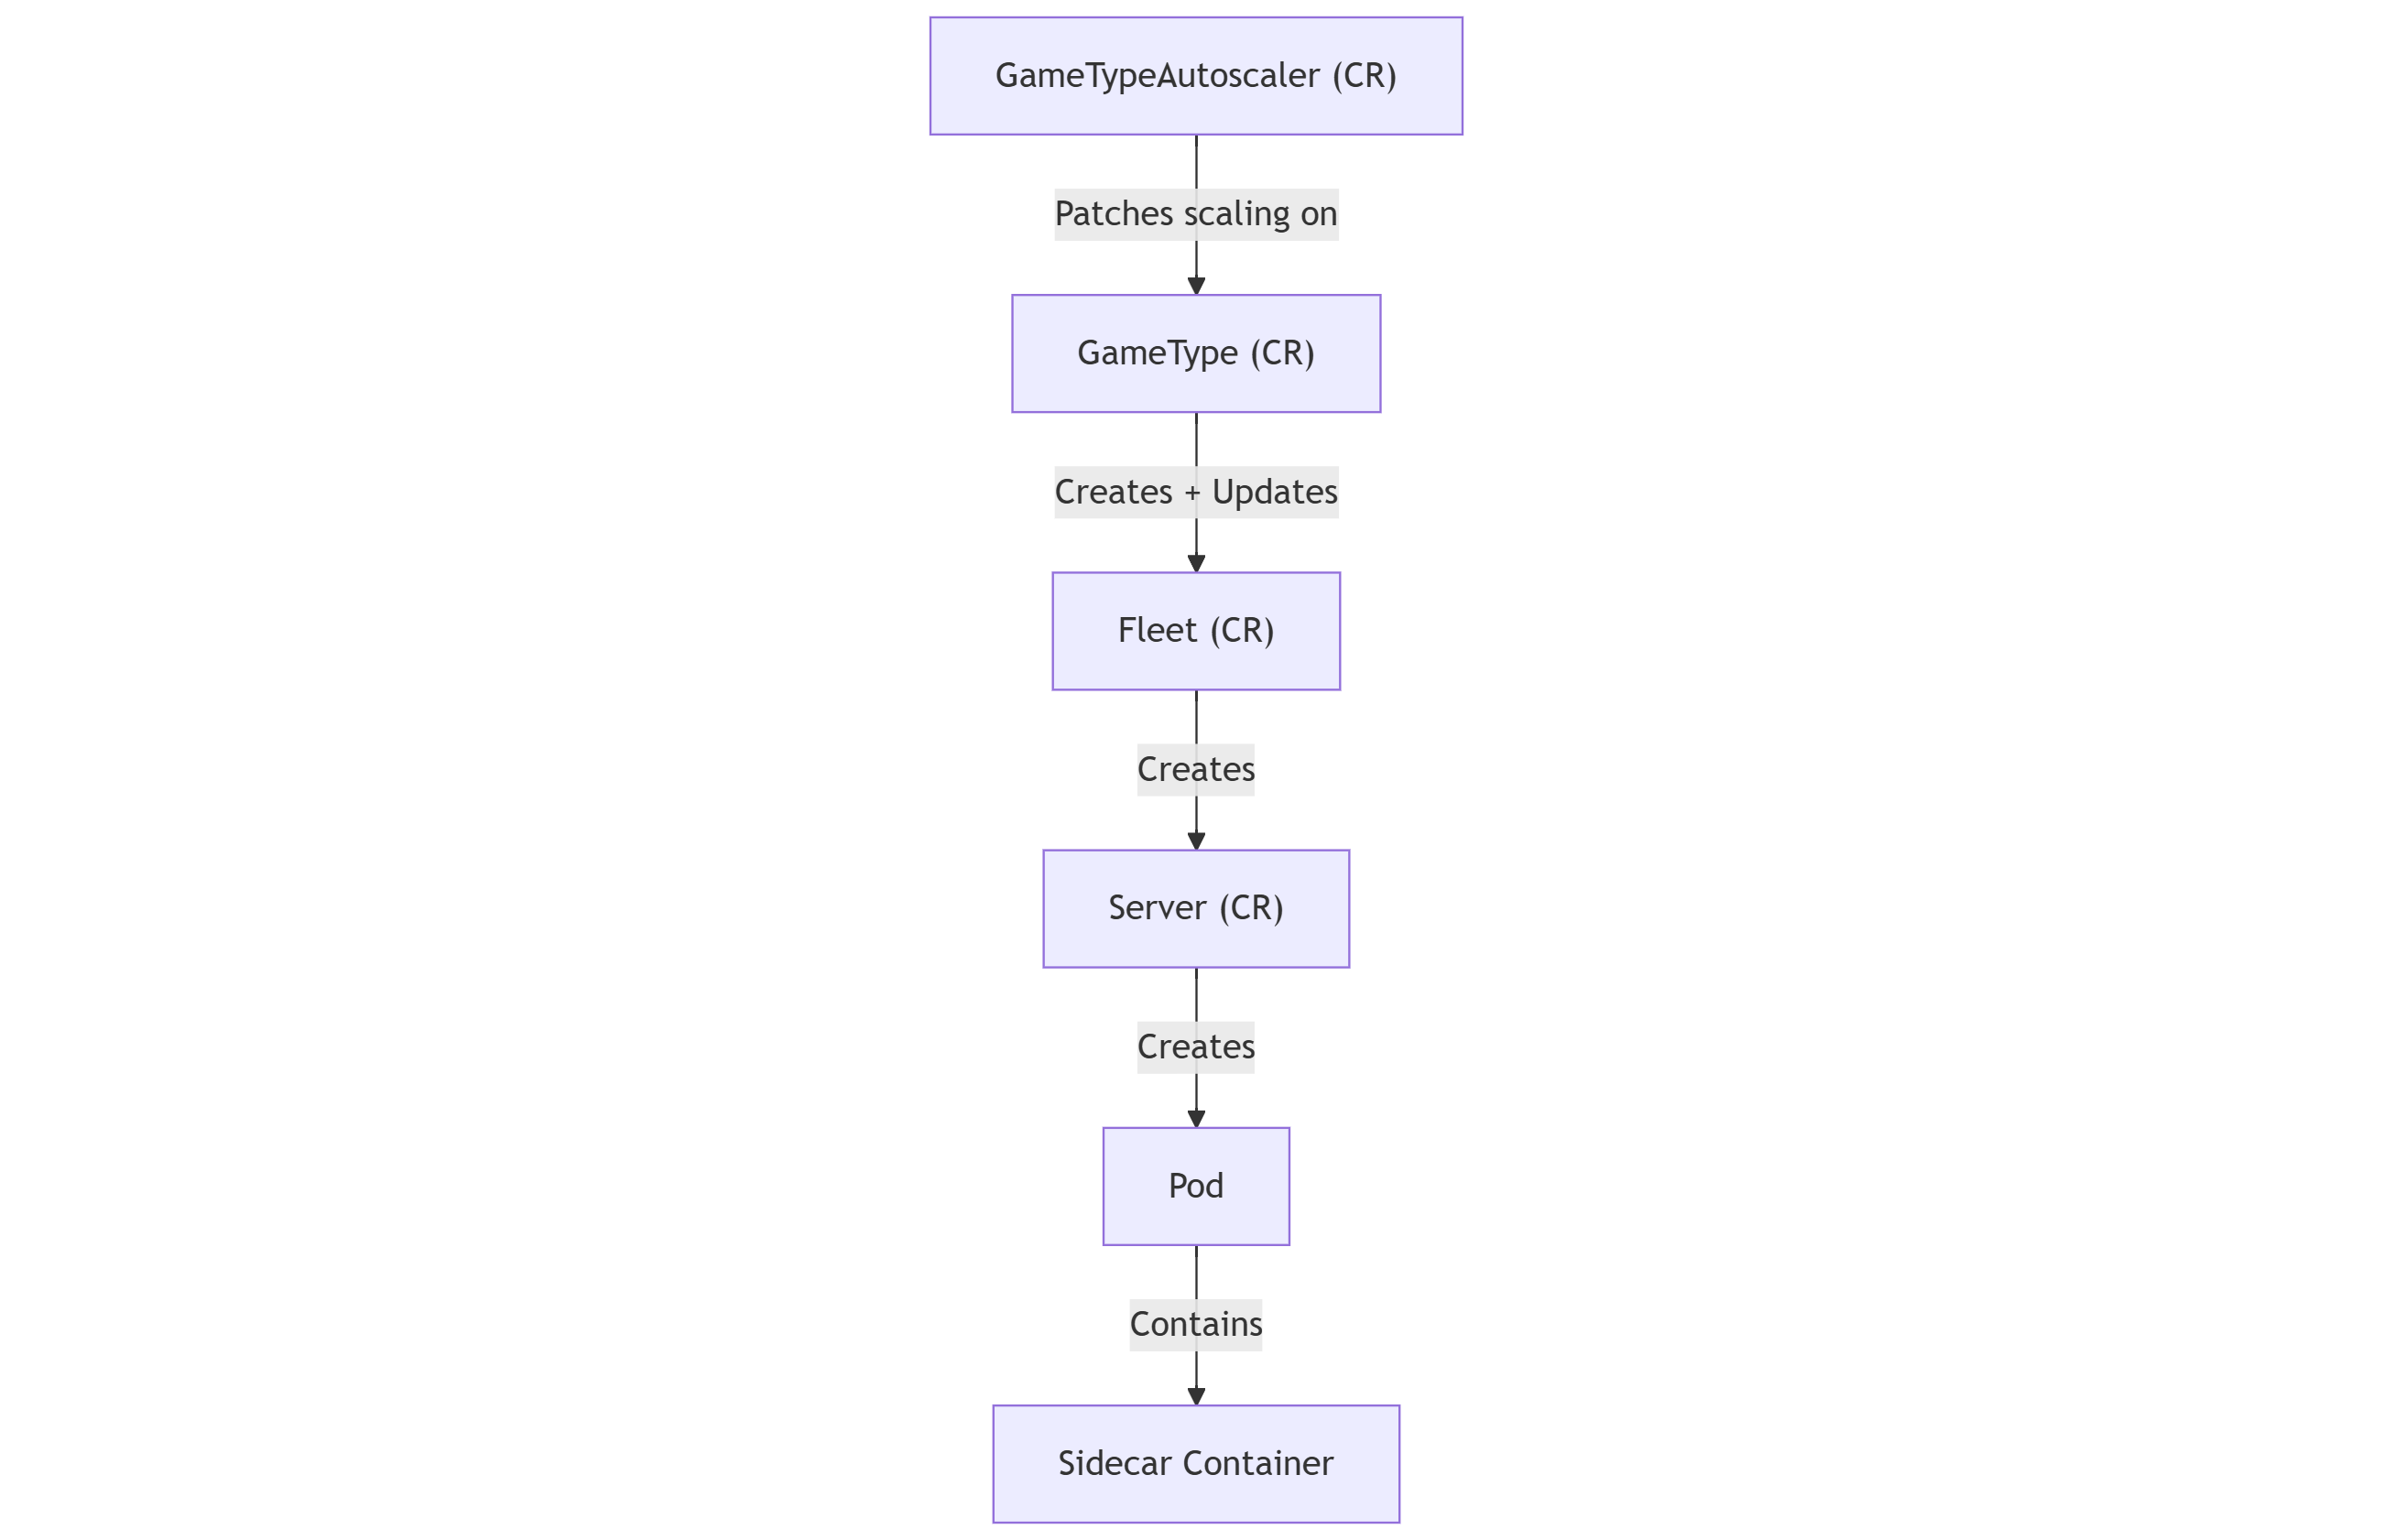 GameTypeAutoscaler (CR)
Patches scaling on
GameType (CR)
Creates + Updates
Fleet (CR)
Creates
Server (CR)
Creates
Pod
Contains
Sidecar Container